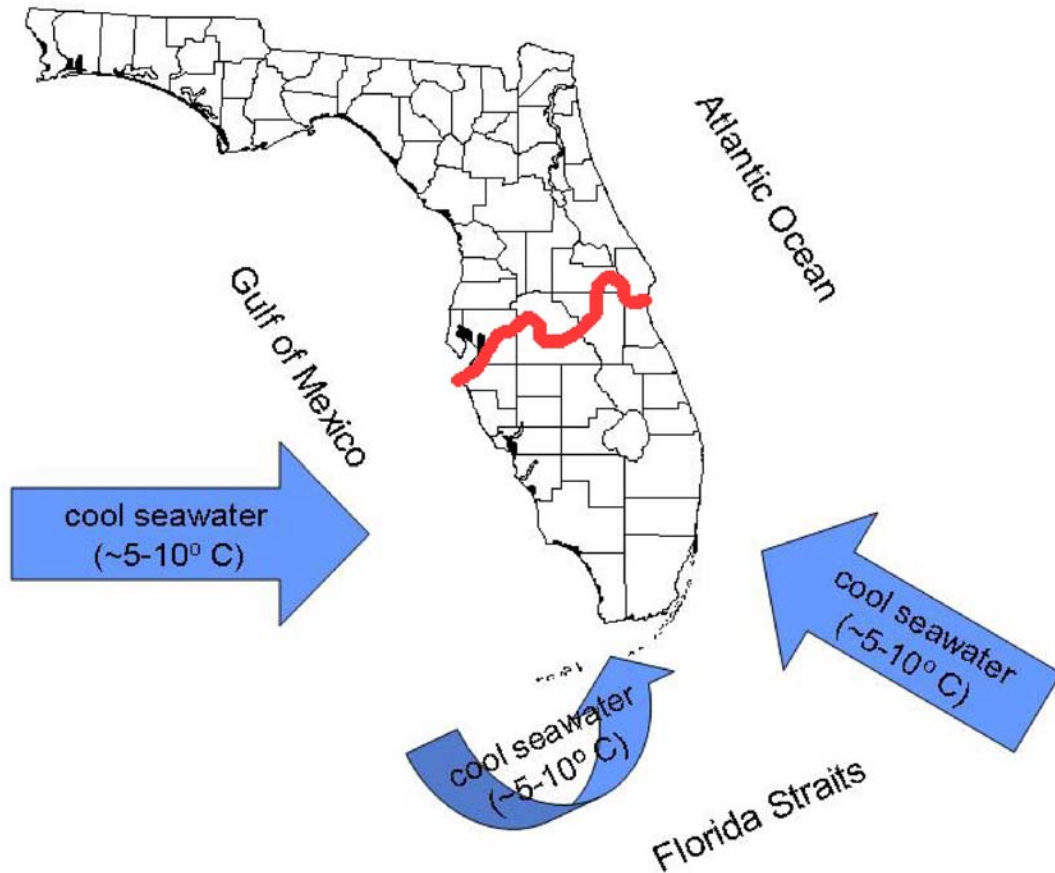 Atlantic Ocean
Gulf of Mexico
cool seawater
(~5-10° C)
cool seawater
(~5-10° C)
cool seawater
(~5-10° C)
Florida Straits